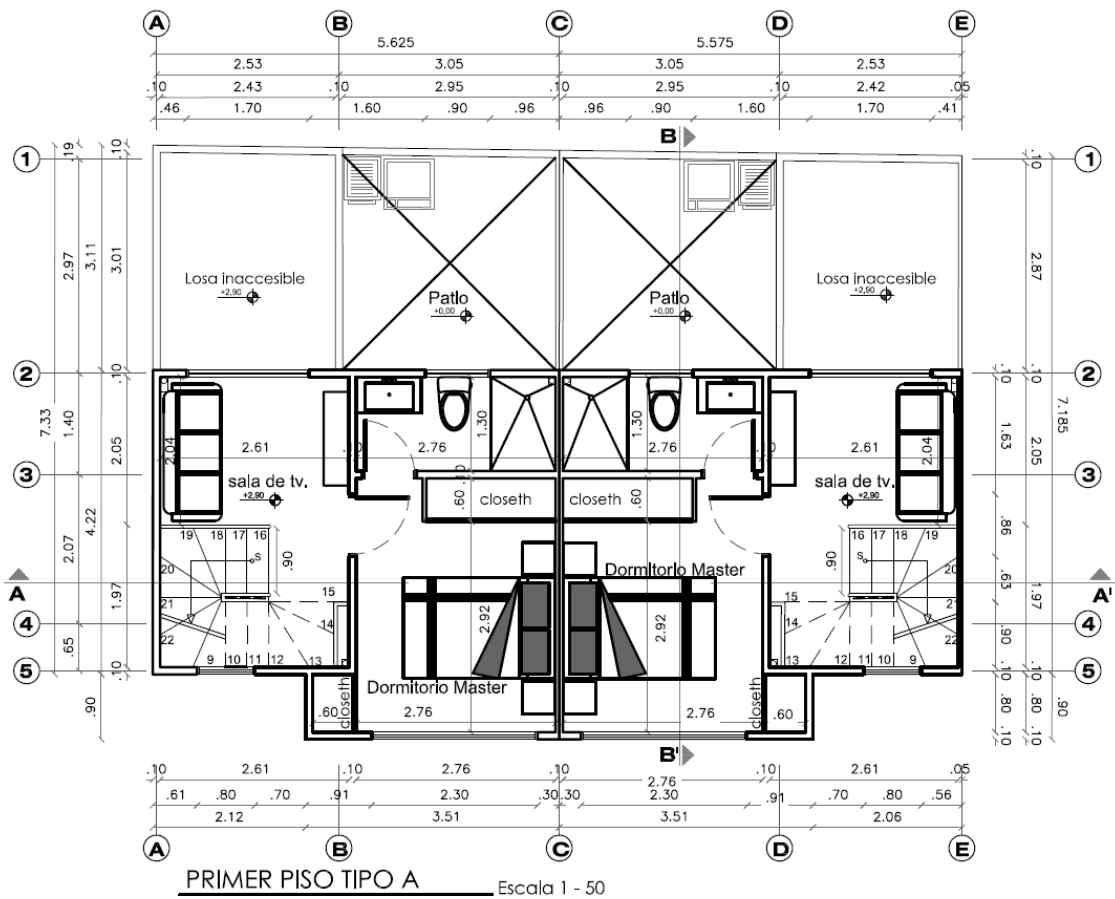 A B C D E
5.625 5.575
2.53 3.05 3.05 2.53
.10 2.43 .10 2.95 .10 2.95 .10 2.42 .05
.46 1.70 1.60 .90 .96 .96 .90 1.60 1.70 .41
B
1 .19 .10 .10 1
7.33 2.97 3.11 3.01 2.87 7.185
Losa inaccesible Losa inaccesible
+2,90 +2,90
Patio Patio
+0,00 +0,00
2 .10 .10 .10 2
1.40 2.05 1.30 1.30 1.63 2.05
2.04 2.61 .10 2.76 2.76 .10 2.61 2.04
3 .10 3
sala de tv. sala de tv.
+2,90 +2,90
.60 closeth closeth .60
4.22 2.07 1.97 .86 .63 1.97
19 18 17 16 .90 .90 16 17 18 19
S S
20 20
Dormitorio Master
A A'
21 15 15 21
4 14 2.92 2.92 14 .90 4
22 22
.65
9 10 11 12 13 13 12 11 10 9
5 .10 .10 .10 5
Dormitorio Master
closeth closeth
.90 .60 2.76 2.76 .60 .80 .80 .90
.10 .10
B'
.10 2.61 .10 2.76 .10 2.76 .10 2.61 .05
.61 .80 .70 .91 2.30 .30 .30 2.30 .91 .70 .80 .56
2.12 3.51 3.51 2.06
A B C D E
PRIMER PISO TIPO A Escala 1 - 50